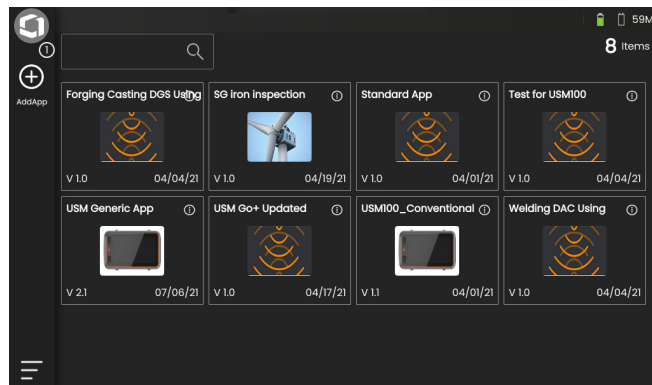 59M
1
8 Items
AddApp
Forging Casting DGS Using
SG iron inspection
Standard App
Test for USM100
V 1.0 04/04/21
V 1.0 04/19/21
V 1.0 04/01/21
V 1.0 04/04/21
USM Generic App
USM Go+ Updated
USM100_Conventional
Welding DAC Using
V 2.1 07/06/21
V 1.0 04/17/21
V 1.1 04/01/21
V 1.0 04/04/21